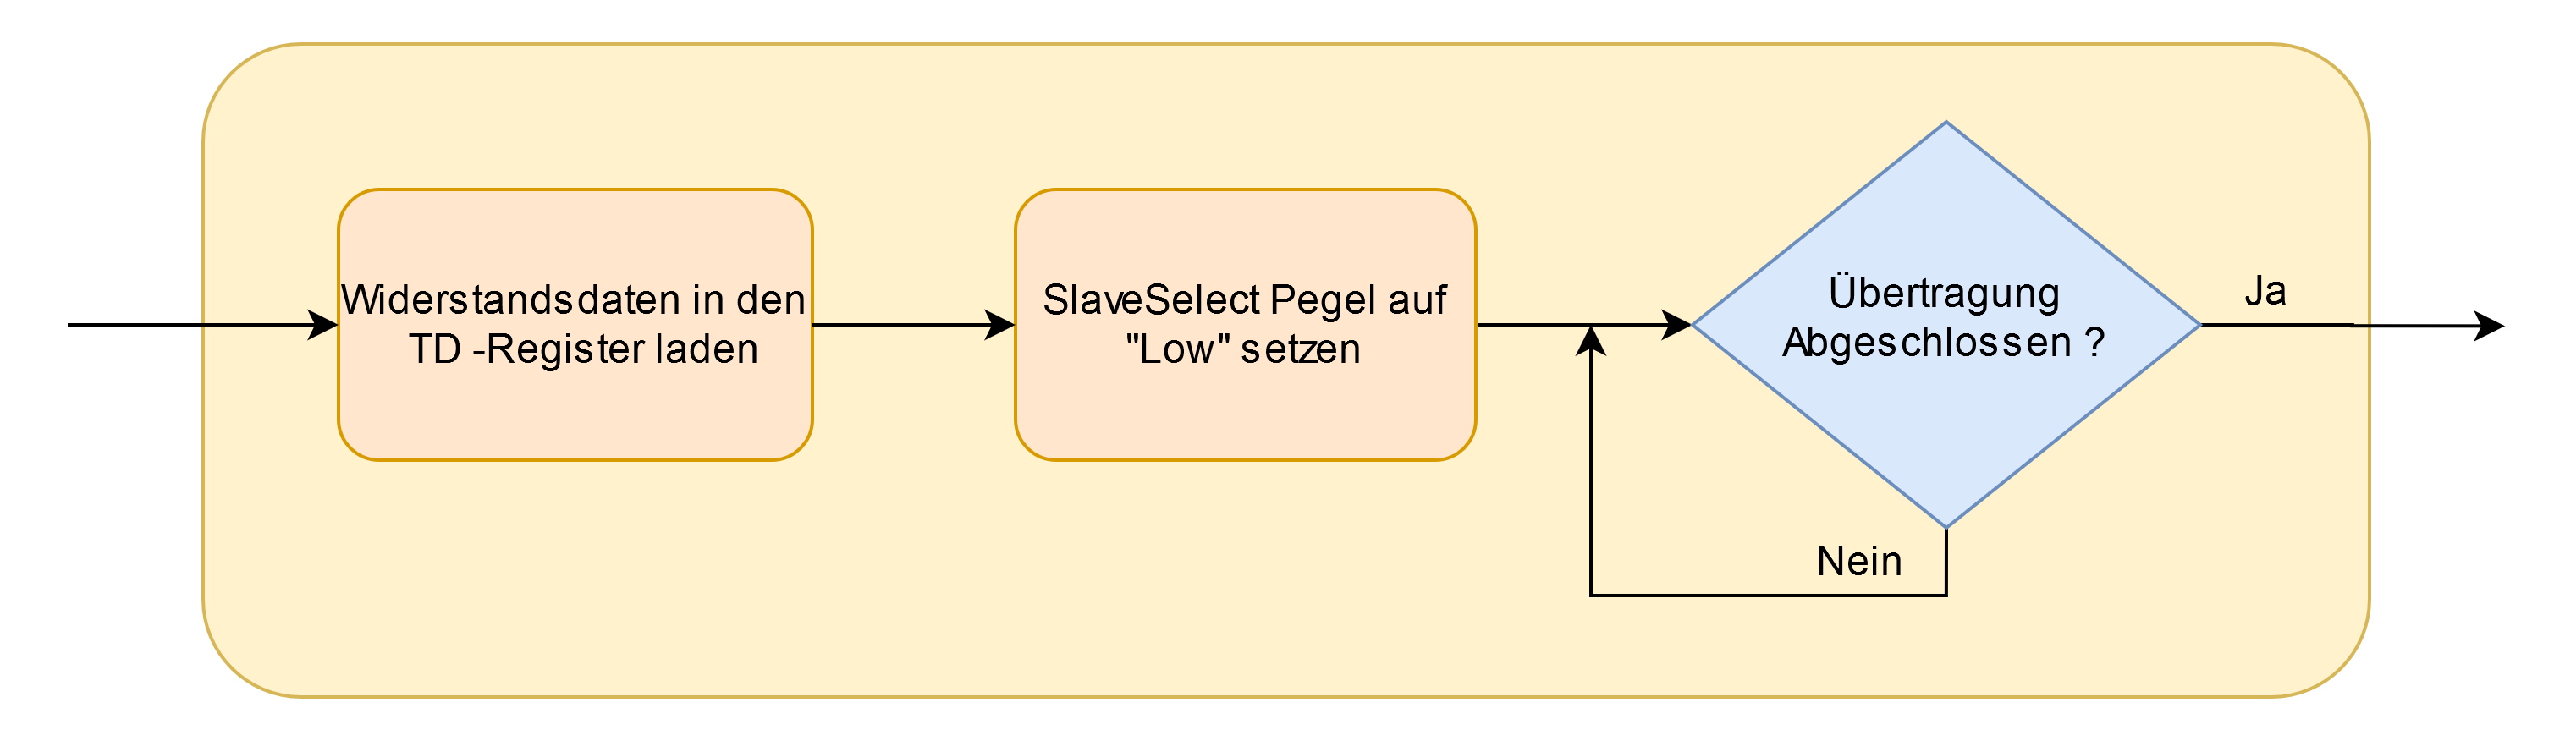 Widerstandsdaten in den
TD -Register laden
SlaveSelect Pegel auf
"Low" setzen
Übertragung
Abgeschlossen ?
Ja
Nein